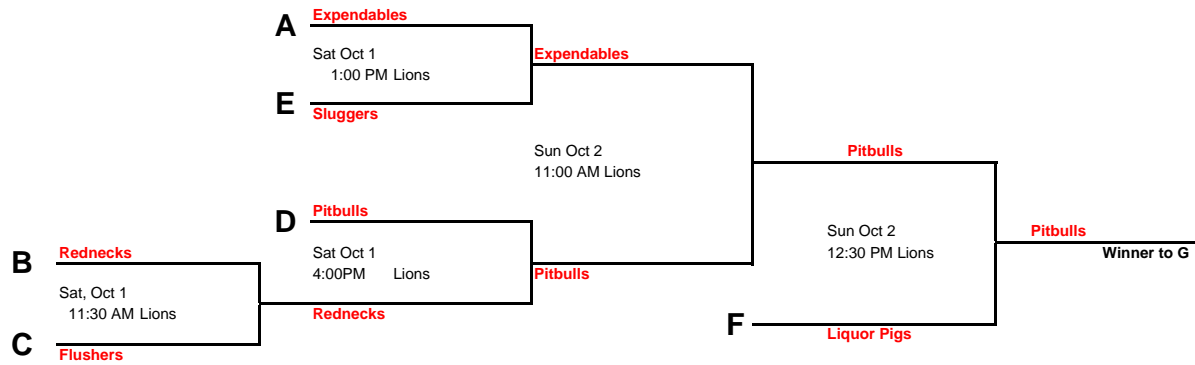 Expendables
A
Sat Oct 1
1:00 PM Lions
Expendables
E
Sluggers
Sun Oct 2
11:00 AM Lions
Pitbulls
D
Pitbulls
Sat Oct 1
4:00PM Lions
Pitbulls
B
Rednecks
Sat, Oct 1
11:30 AM Lions
Rednecks
C
Flushers
Sun Oct 2
12:30 PM Lions
Pitbulls
Winner to G
F
Liquor Pigs